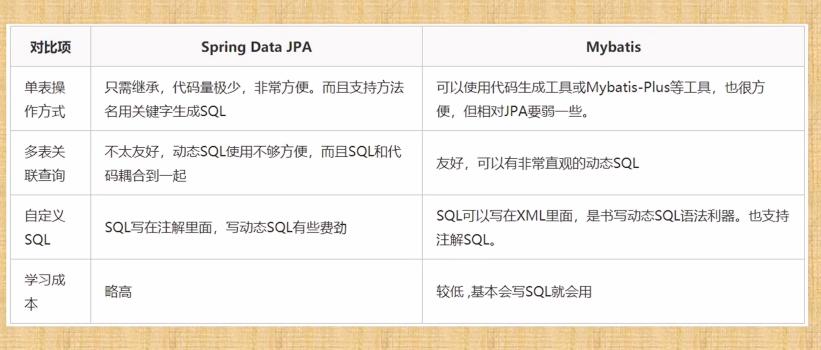 对比项
Spring Data JPA
Mybatis
单表操
作方式
只需继承，代码量极少，非常方便。而且支持方法
名用关键字生成SQL
可以使用代码生成工具或Mybatis-Plus等工具，也很方
便，但相对JPA要弱一些。
多表关
联查询
不太友好，动态SQL使用不够方便，而且SQL和代
码耦合到一起
友好，可以有非常直观的动态SQL
自定义
SQL
SQL写在注解里面，写动态SQL有些费劲
SQL可以写在XML里面，是书写动态SQL语法利器。也支持
注解SQL。
学习成
本
略高
较低 ,基本会写SQL就会用